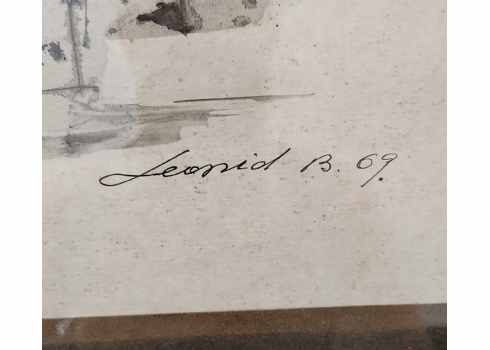 Leonid B. 69.